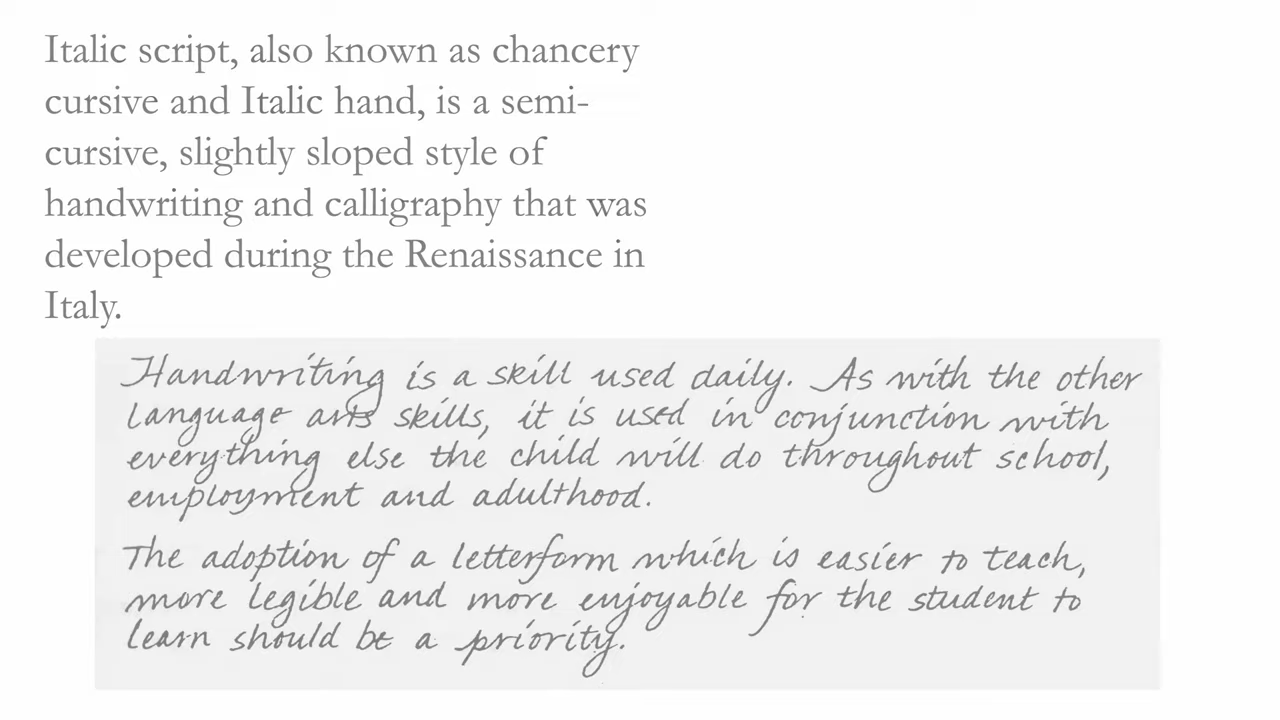 Italic script, also known as chancery
cursive and Italic hand, is a semi-
cursive, slightly sloped style of
handwriting and calligraphy that was
developed during the Renaissance in
Italy.
Handwriting is a skill used daily. As with the other
language arts skills, it is used in conjunction with
everything else the child will do throughout school,
employment and adulthood.
The adoption of a letterform which is easier to teach,
more legible and more enjoyable for the student to
learn should be a priority.